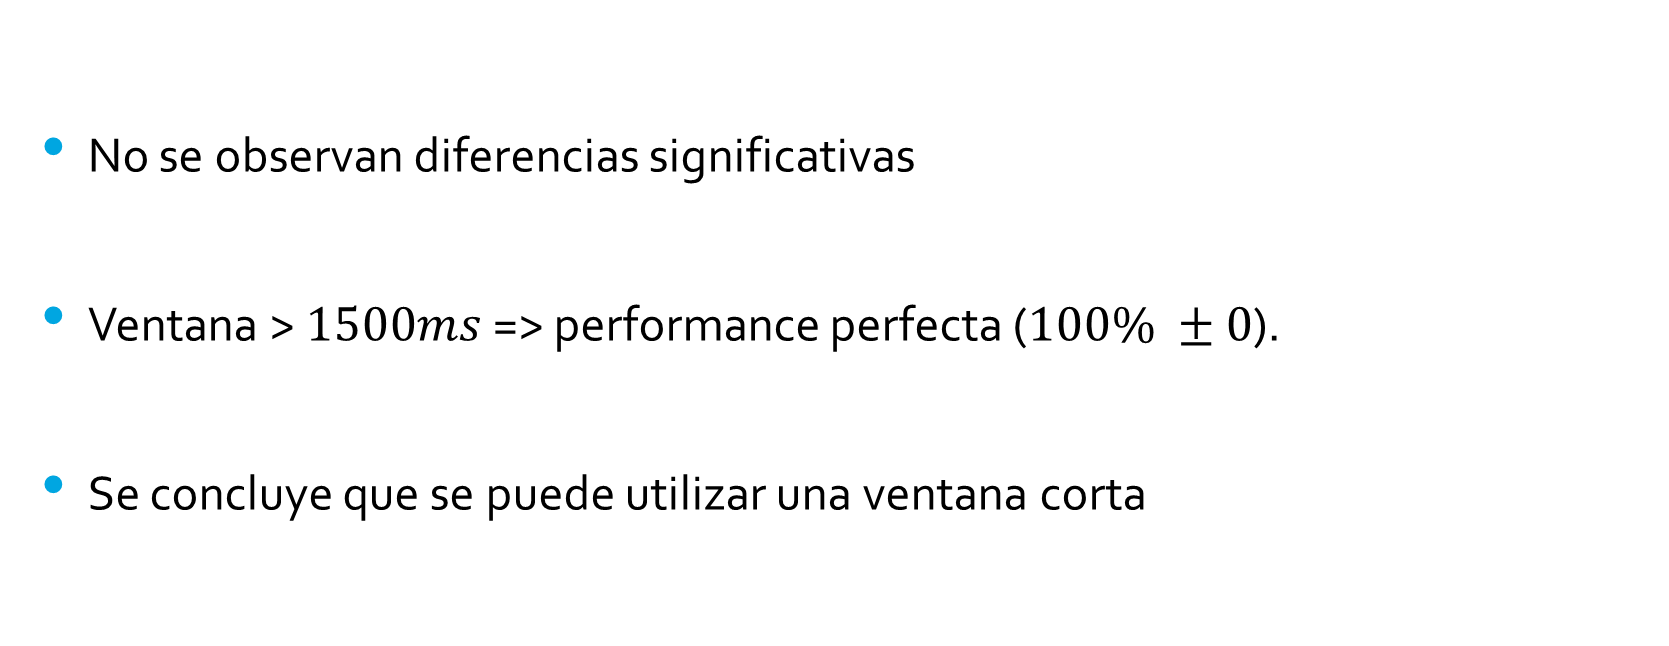 • No se observan diferencias significativas
• Ventana > 1500ms => performance perfecta (100% ± 0).
• Se concluye que se puede utilizar una ventana corta